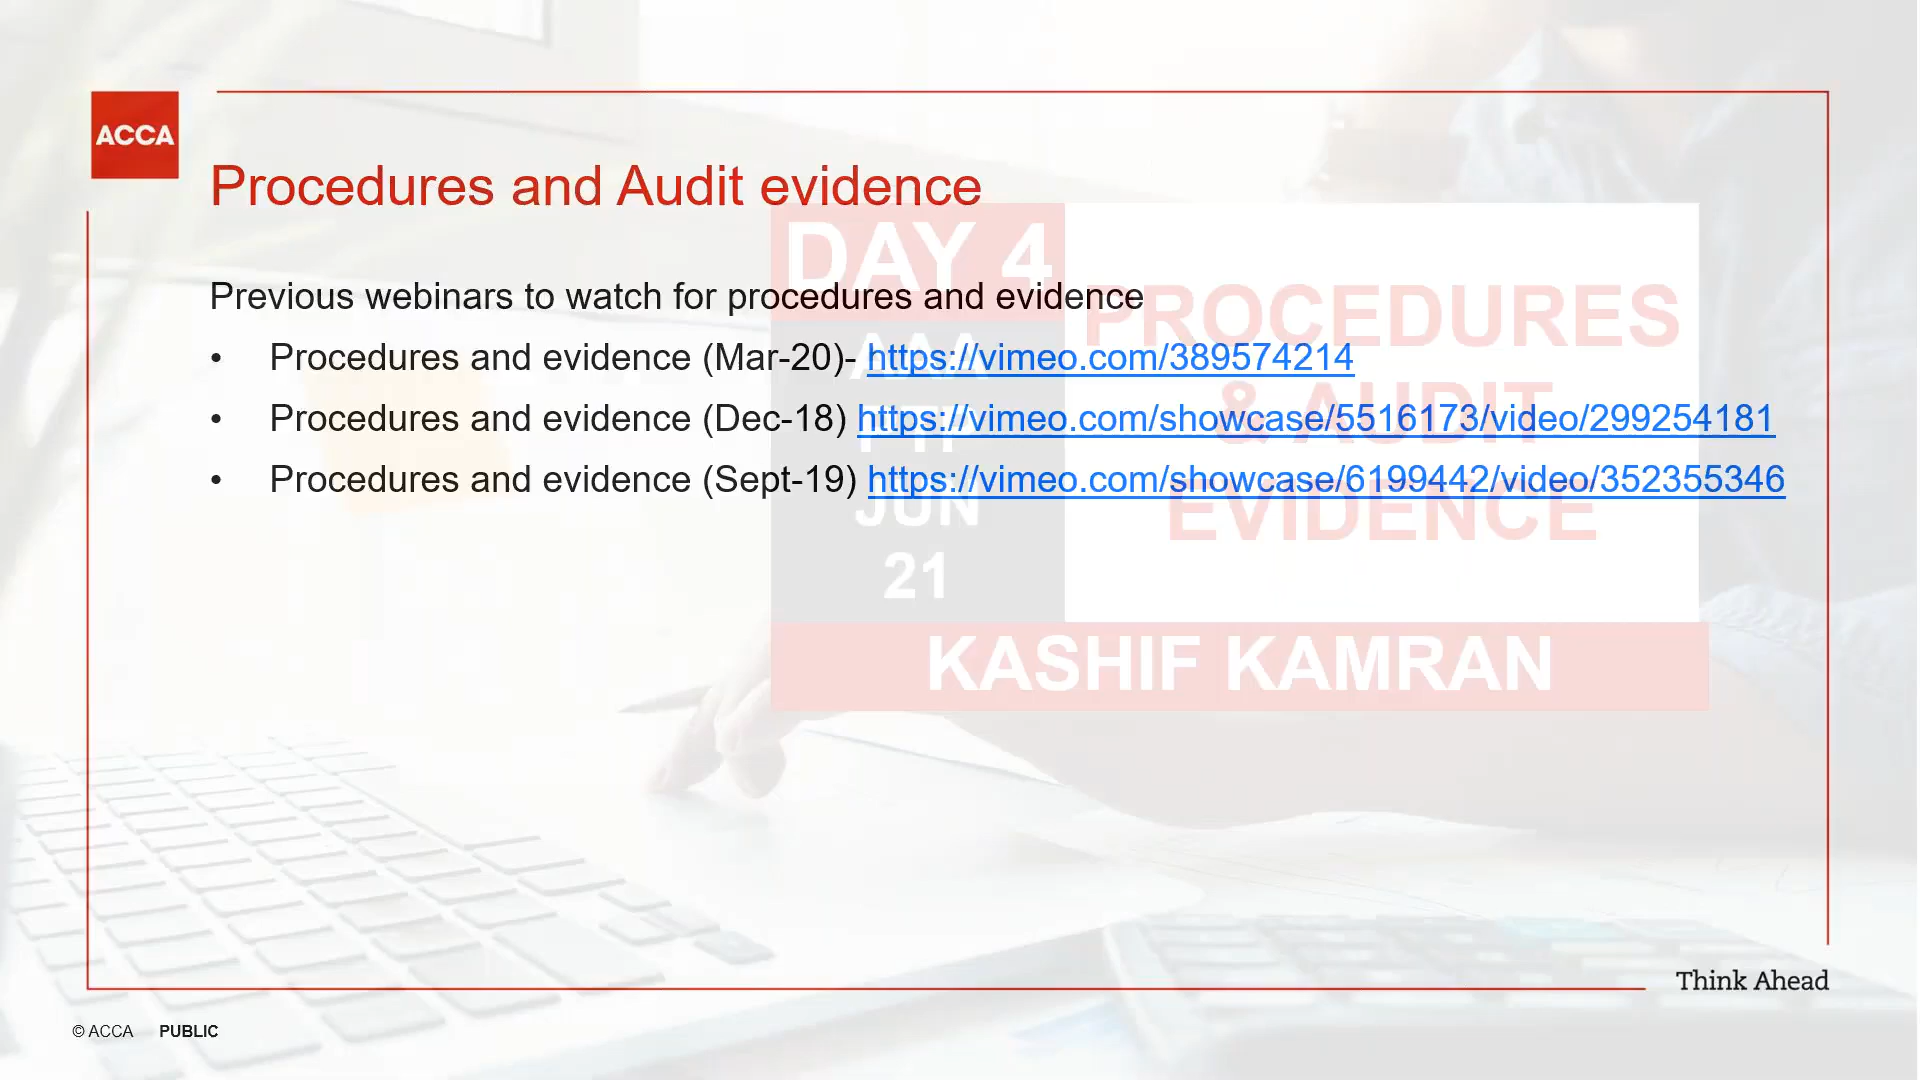 ACCA
Procedures and Audit evidence
Previous webinars to watch for procedures and evidence
• Procedures and evidence (Mar-20)- https://vimeo.com/389574214
• Procedures and evidence (Dec-18) https://vimeo.com/showcase/5516173/video/299254181
• Procedures and evidence (Sept-19) https://vimeo.com/showcase/6199442/video/352355346
DAY 4
JUN
21
PROCEDURES
& AUDIT
EVIDENCE
KASHIF KAMRAN
Think Ahead
© ACCA PUBLIC